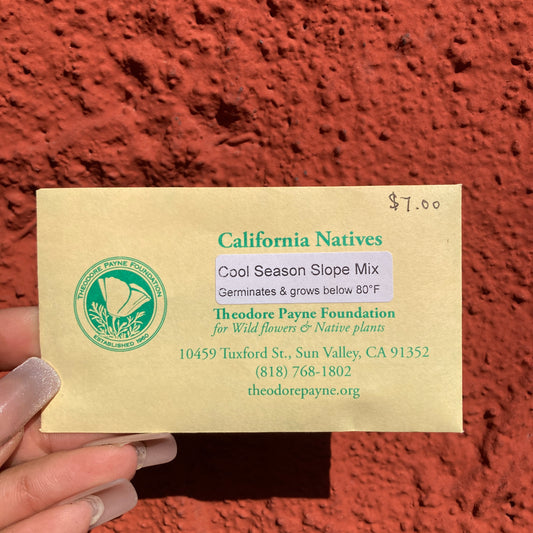 $7.00
California Natives
Cool Season Slope Mix
Germinates & grows below 80°F
Theodore Payne Foundation
for Wild flowers & Native plants
10459 Tuxford St., Sun Valley, CA 91352
(818) 768-1802
theodorepayne.org
THEODORE PAYNE FOUNDATION
ESTABLISHED 1960